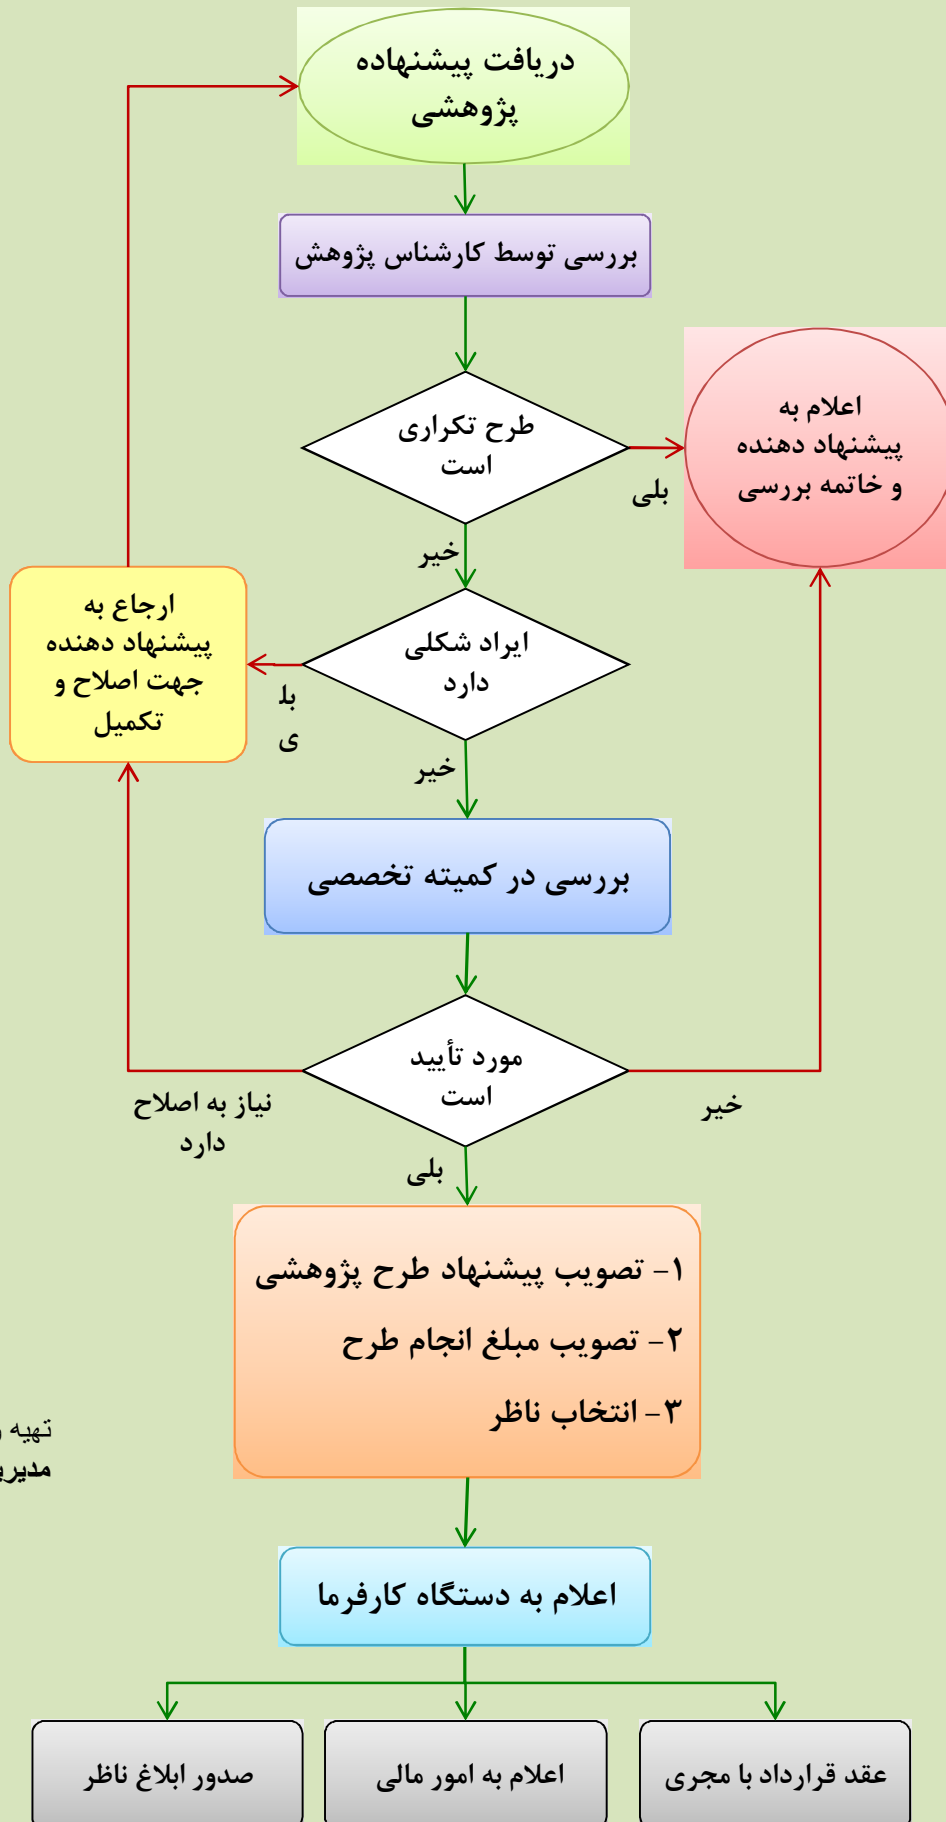 دریافت پیشنهاده
پژوهشی
بررسی توسط کارشناس پژوهش
طرح تکراری
است
بلی
اعلام به
پیشنهاد دهنده
و خاتمه بررسی
خیر
ایراد شکلی
دارد
بلی
ارجاع به
پیشنهاد دهنده
جهت اصلاح و
تکمیل
خیر
بررسی در کمیته تخصصی
مورد تأیید
است
خیر
نیاز به اصلاح
دارد
بلی
۱- تصویب پیشنهاد طرح پژوهشی
۲- تصویب مبلغ انجام طرح
۳- انتخاب ناظر
تهیه
اعلام به دستگاه کارفرما
عقد قرارداد با مجری
اعلام به امور مالی
صدور ابلاغ ناظر